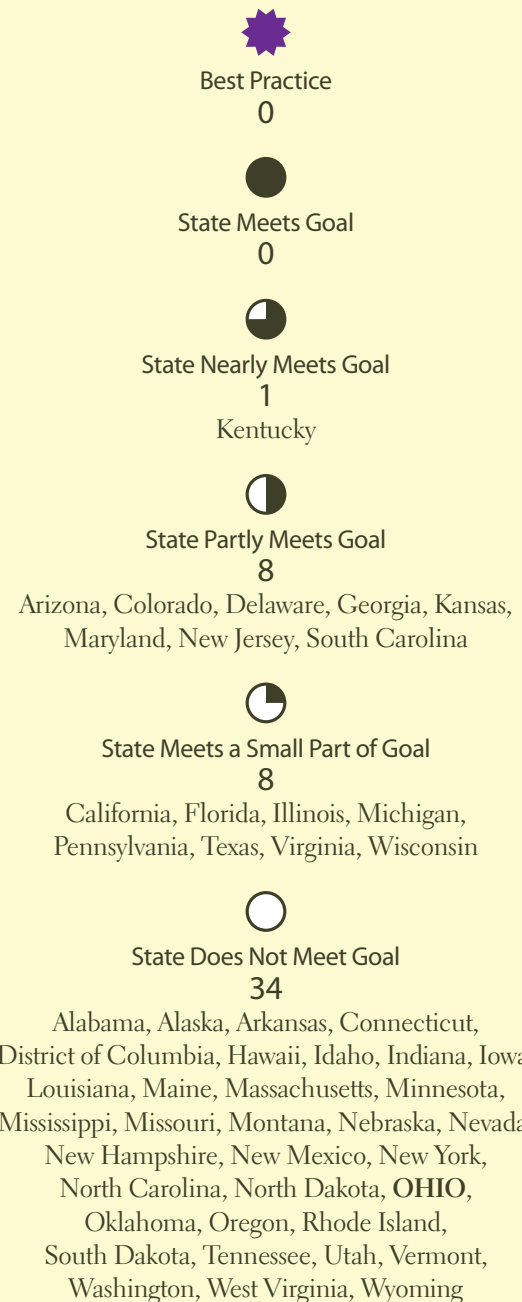 Best Practice
0
State Meets Goal
0
State Nearly Meets Goal
1
Kentucky
State Partly Meets Goal
8
Arizona, Colorado, Delaware, Georgia, Kansas,
Maryland, New Jersey, South Carolina
State Meets a Small Part of Goal
8
California, Florida, Illinois, Michigan,
Pennsylvania, Texas, Virginia, Wisconsin
State Does Not Meet Goal
34
Alabama, Alaska, Arkansas, Connecticut,
District of Columbia, Hawaii, Idaho, Indiana, Iowa
Louisiana, Maine, Massachusetts, Minnesota,
Mississippi, Missouri, Montana, Nebraska, Nevada
New Hampshire, New Mexico, New York,
North Carolina, North Dakota, OHIO,
Oklahoma, Oregon, Rhode Island,
South Dakota, Tennessee, Utah, Vermont,
Washington, West Virginia, Wyoming